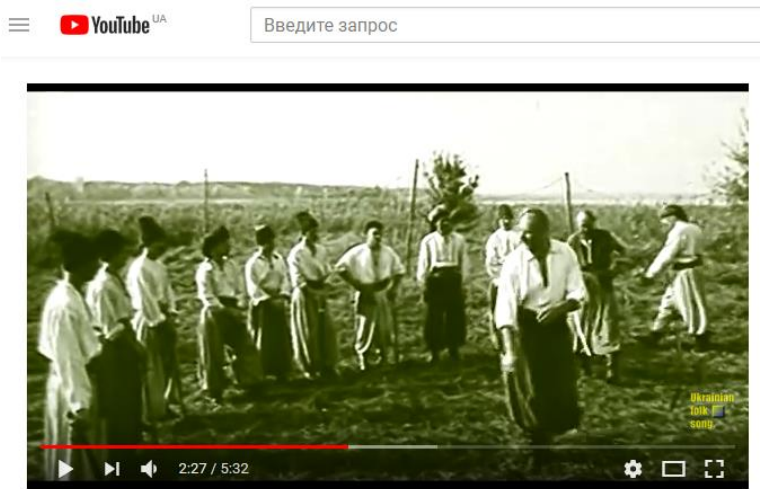 YouTube UA
Введите запрос
Ukrainian
folk
song
2:27 / 5:32